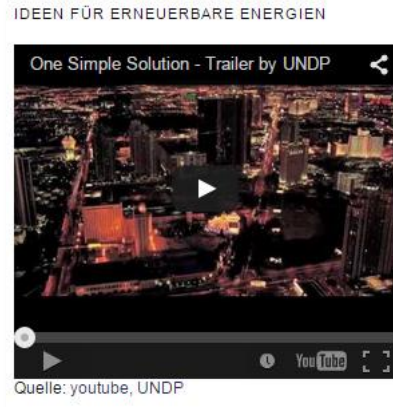 IDEEN FÜR ERNEUERBARE ENERGIEN
One Simple Solution - Trailer by UNDP
YouTube
Quelle: youtube, UNDP